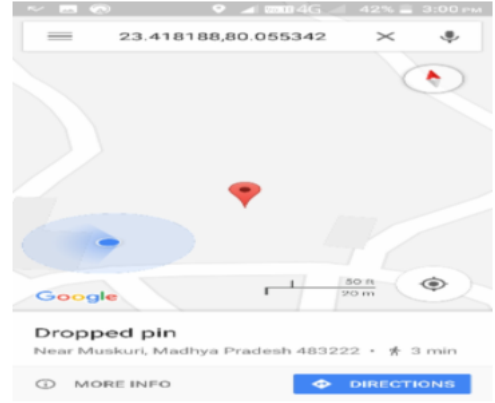 4G 42% 3:00 PM
23.418188,80.055342
50 ft
20 m
Google
Dropped pin
Near Muskuri, Madhya Pradesh 483222 • 3 min
MORE INFO
DIRECTIONS